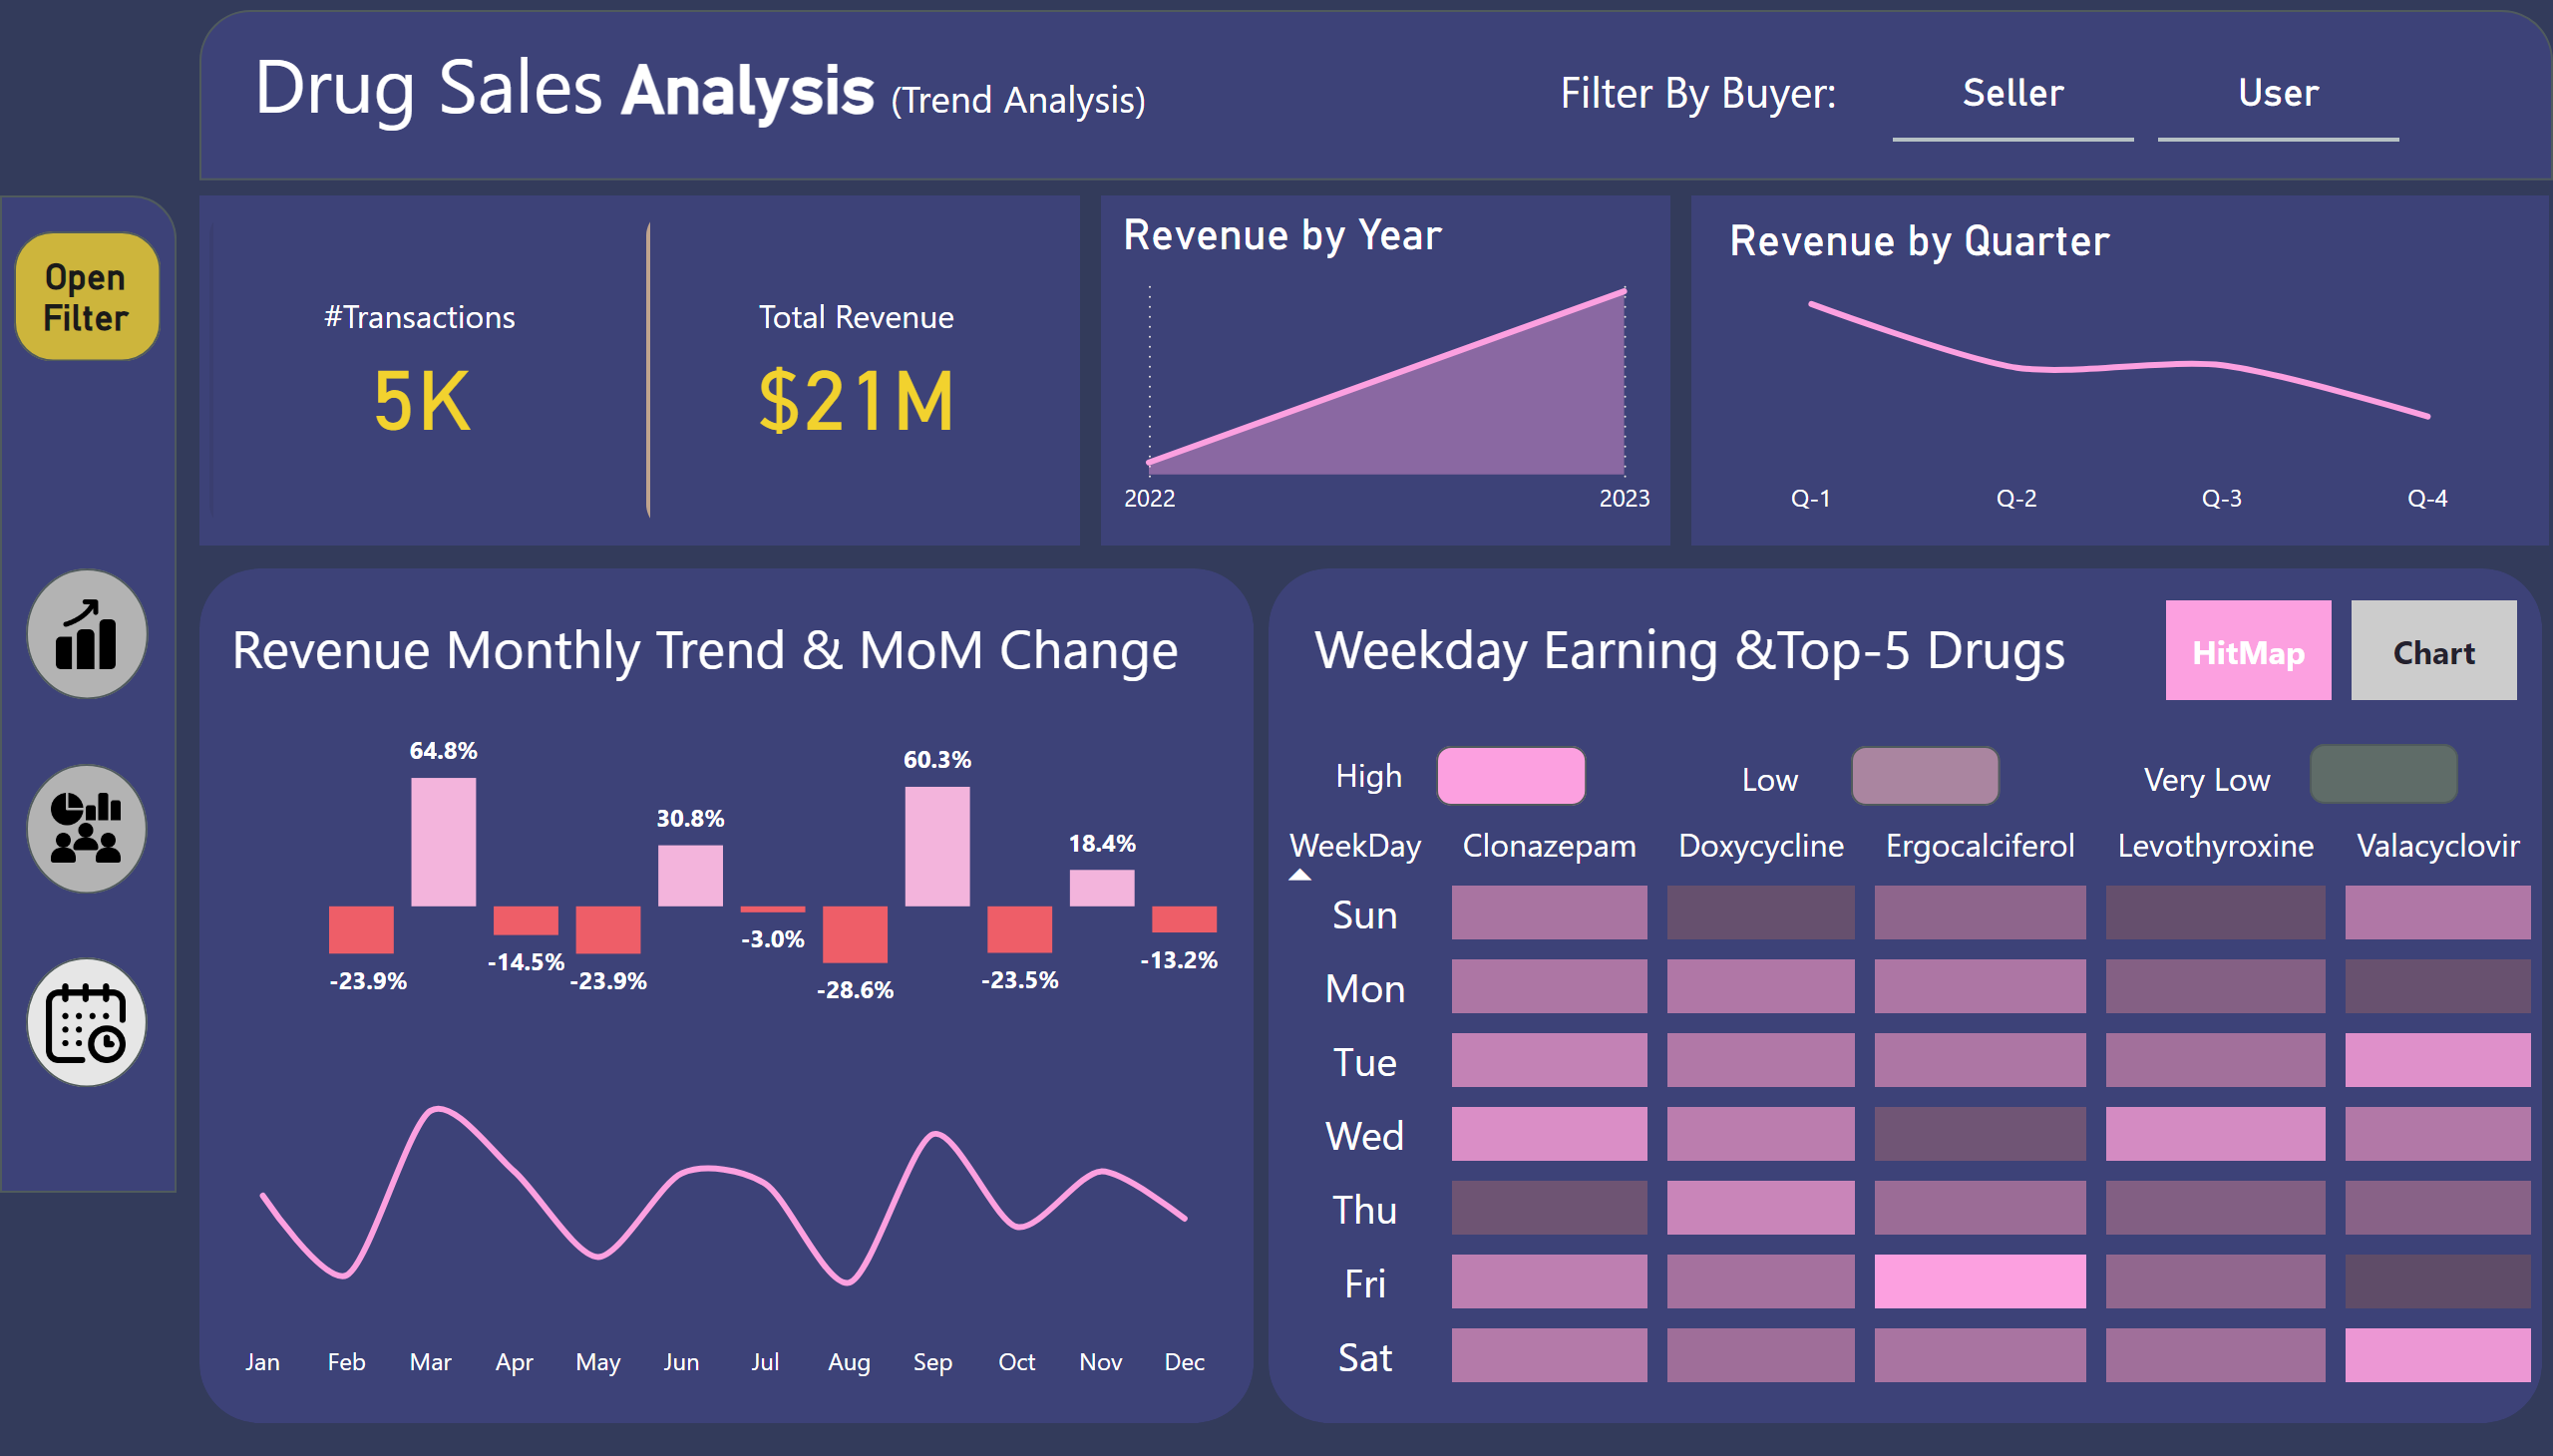 Drug Sales Analysis (Trend Analysis)
Filter By Buyer:
Seller
User
Open
Filter
#Transactions
5K
Total Revenue
$21M
Revenue by Year
2022
2023
Revenue by Quarter
Q-1
Q-2
Q-3
Q-4
Revenue Monthly Trend & MoM Change
-23.9%
64.8%
-14.5%
-23.9%
30.8%
-3.0%
-28.6%
60.3%
-23.5%
18.4%
-13.2%
Jan
Feb
Mar
Apr
May
Jun
Jul
Aug
Sep
Oct
Nov
Dec
Weekday Earning &Top-5 Drugs
HitMap
Chart
High
Low
Very Low
WeekDay
Clonazepam
Doxycycline
Ergocalciferol
Levothyroxine
Valacyclovir
Sun
Mon
Tue
Wed
Thu
Fri
Sat